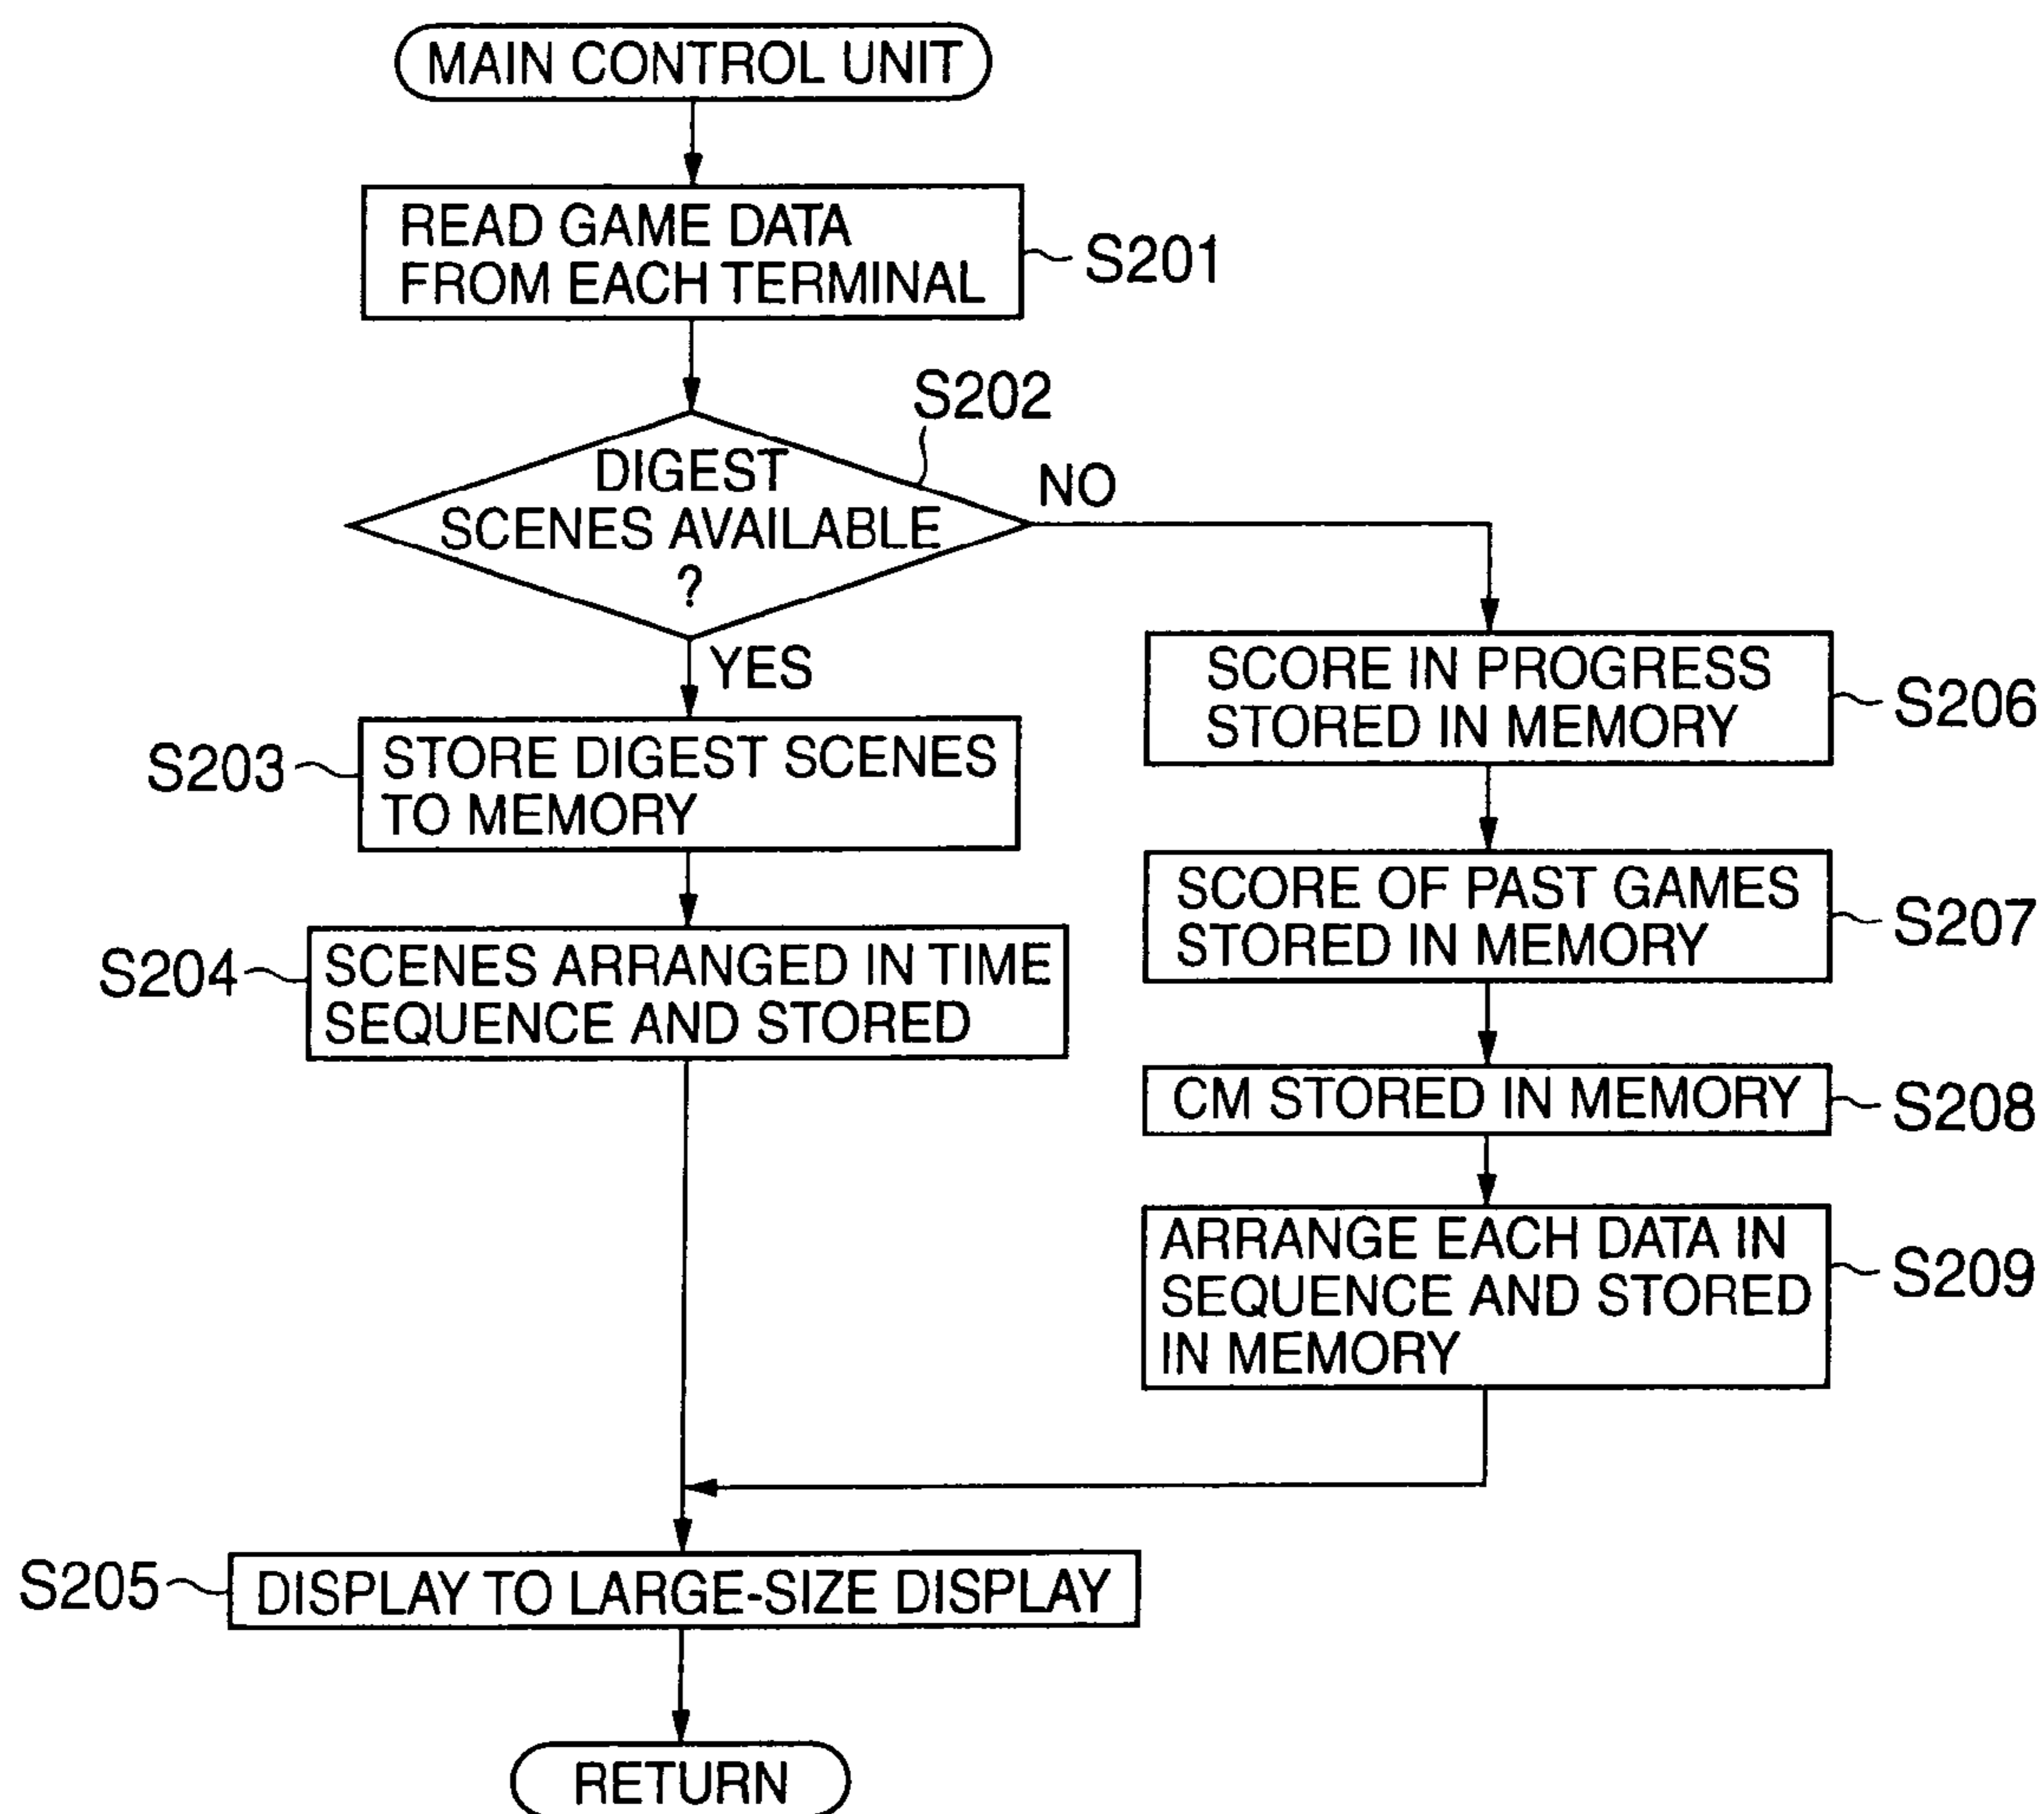 MAIN CONTROL UNIT
READ GAME DATA
FROM EACH TERMINAL
S201
S202
DIGEST
SCENES AVAILABLE
?
NO
YES
S203
STORE DIGEST SCENES
TO MEMORY
S204
SCENES ARRANGED IN TIME
SEQUENCE AND STORED
SCORE IN PROGRESS
STORED IN MEMORY
S206
SCORE OF PAST GAMES
STORED IN MEMORY
S207
CM STORED IN MEMORY
S208
ARRANGE EACH DATA IN
SEQUENCE AND STORED
IN MEMORY
S209
S205
DISPLAY TO LARGE-SIZE DISPLAY
RETURN